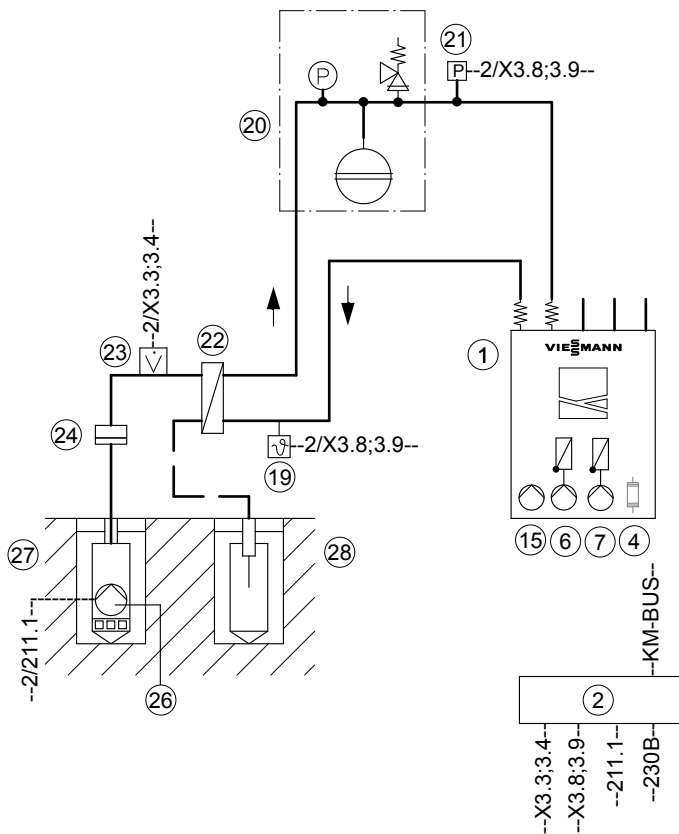 21
P
P --2/X3.8;3.9--
20
--2/X3.3;3.4--
23
22
1
VIESSMANN
24
ϑ --2/X3.8;3.9--
19
15 6 7 4
27
28
--2/211.1--
26
--KM-BUS--
2
--X3.3;3.4
--X3.8;3.9
--211.1--
--230B--